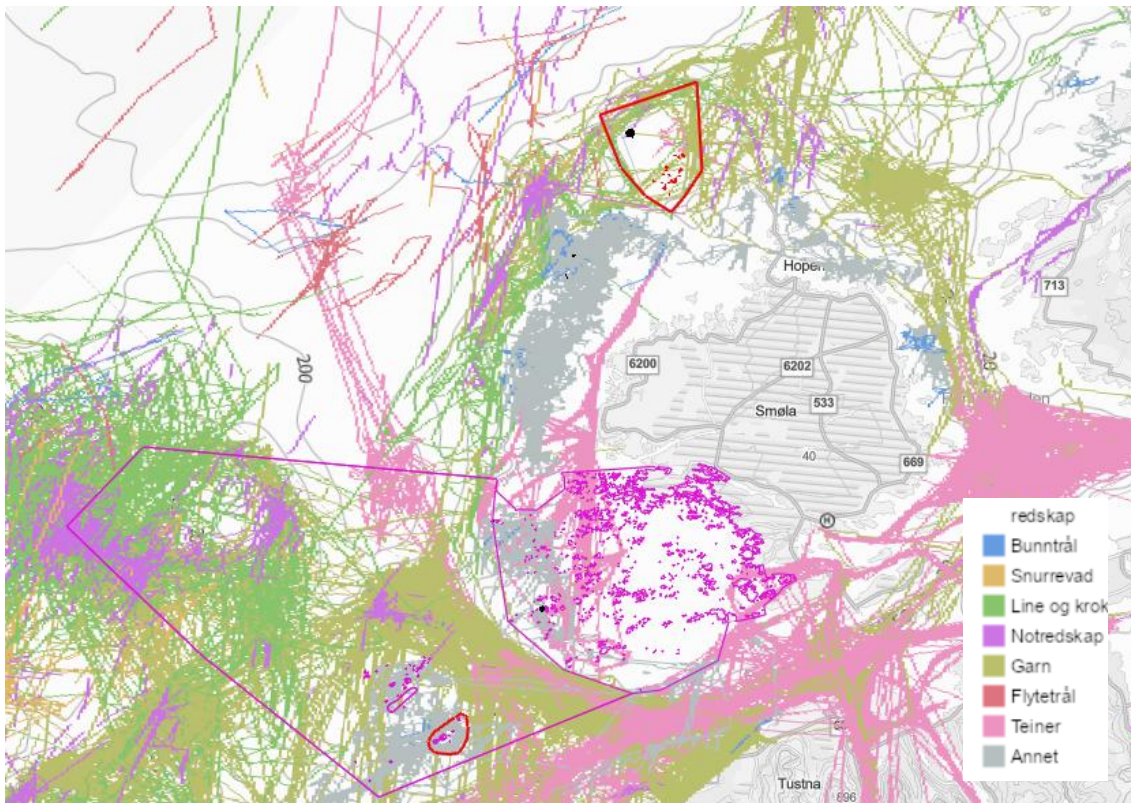 Hopen
713
6200
6202
200
20
533
Smøla
40
669
H
redskap
Bunntrål
Snurrevad
Line og krok
Notredskap
Garn
Flytetrål
Teiner
Annet
Tustna
896